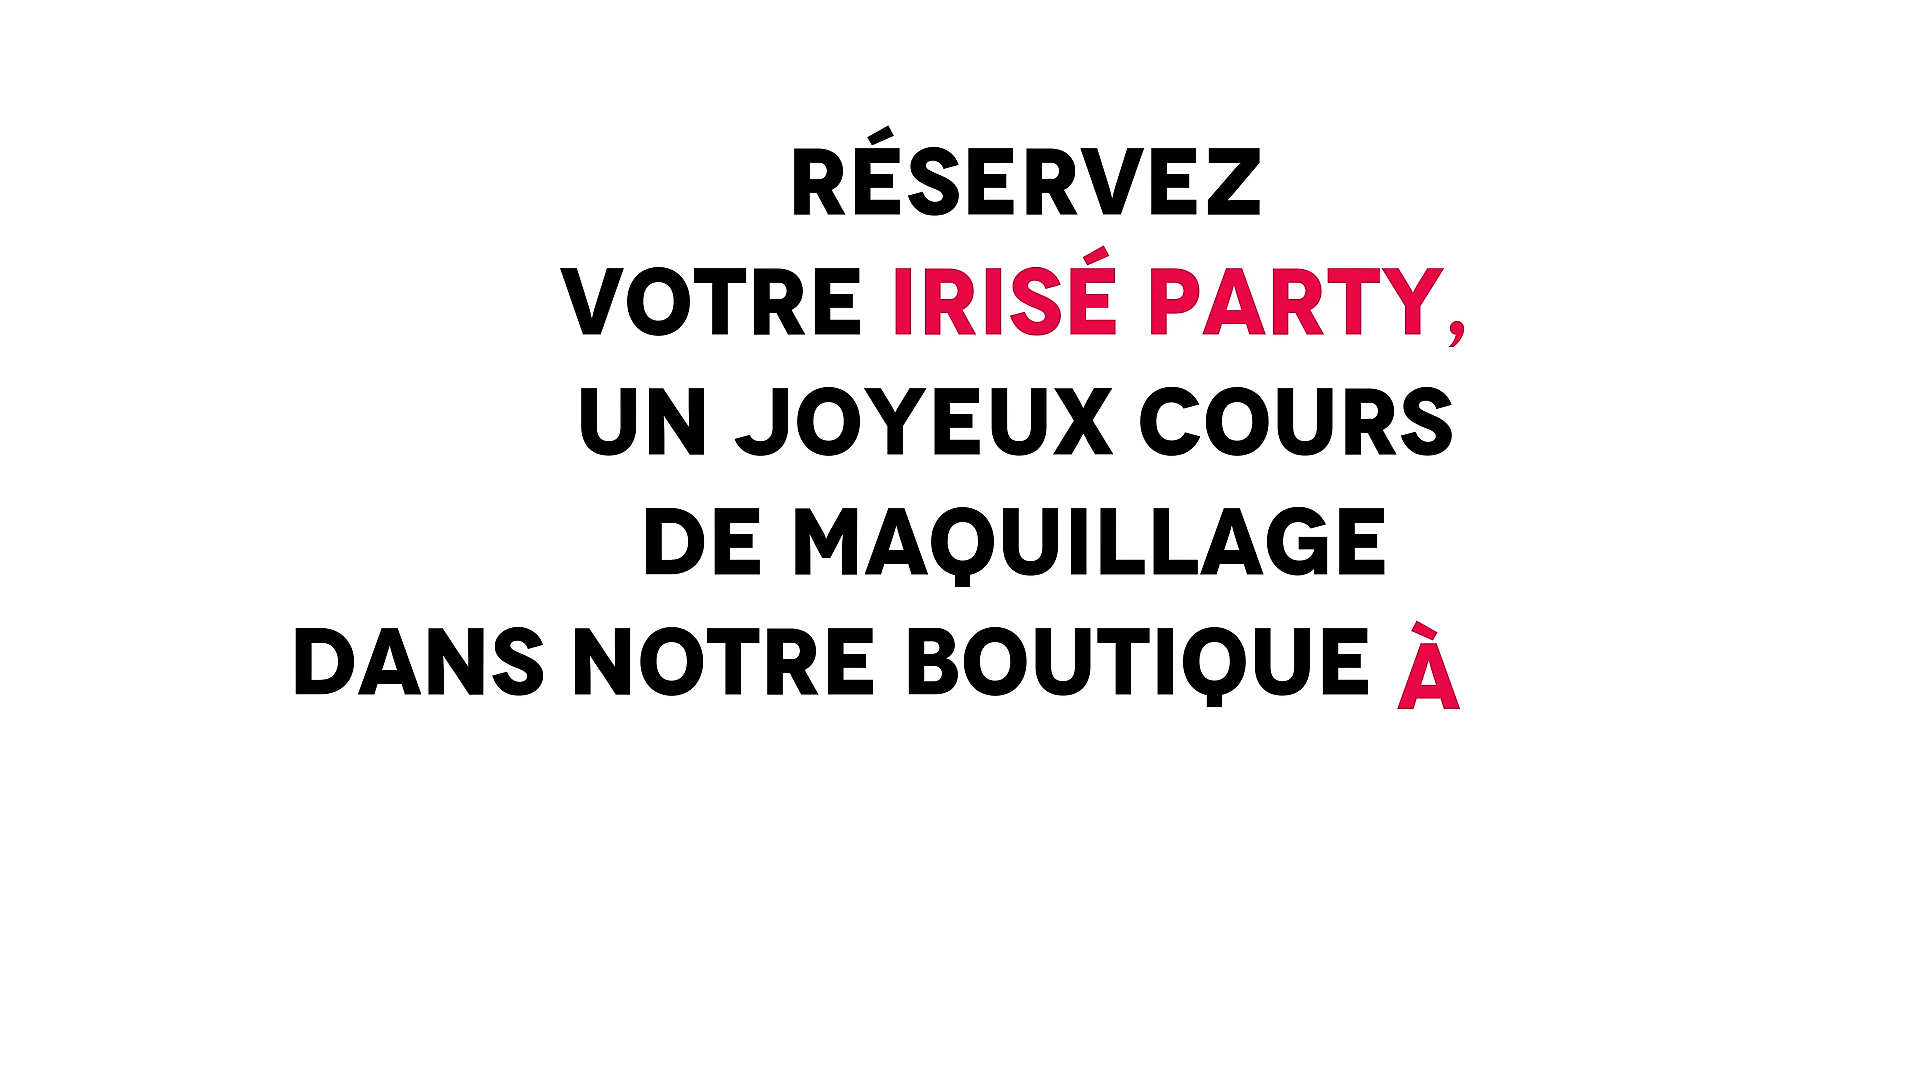 RÉSERVEZ
VOTRE IRISÉ PARTY,
UN JOYEUX COURS
DE MAQUILLAGE
DANS NOTRE BOUTIQUE À